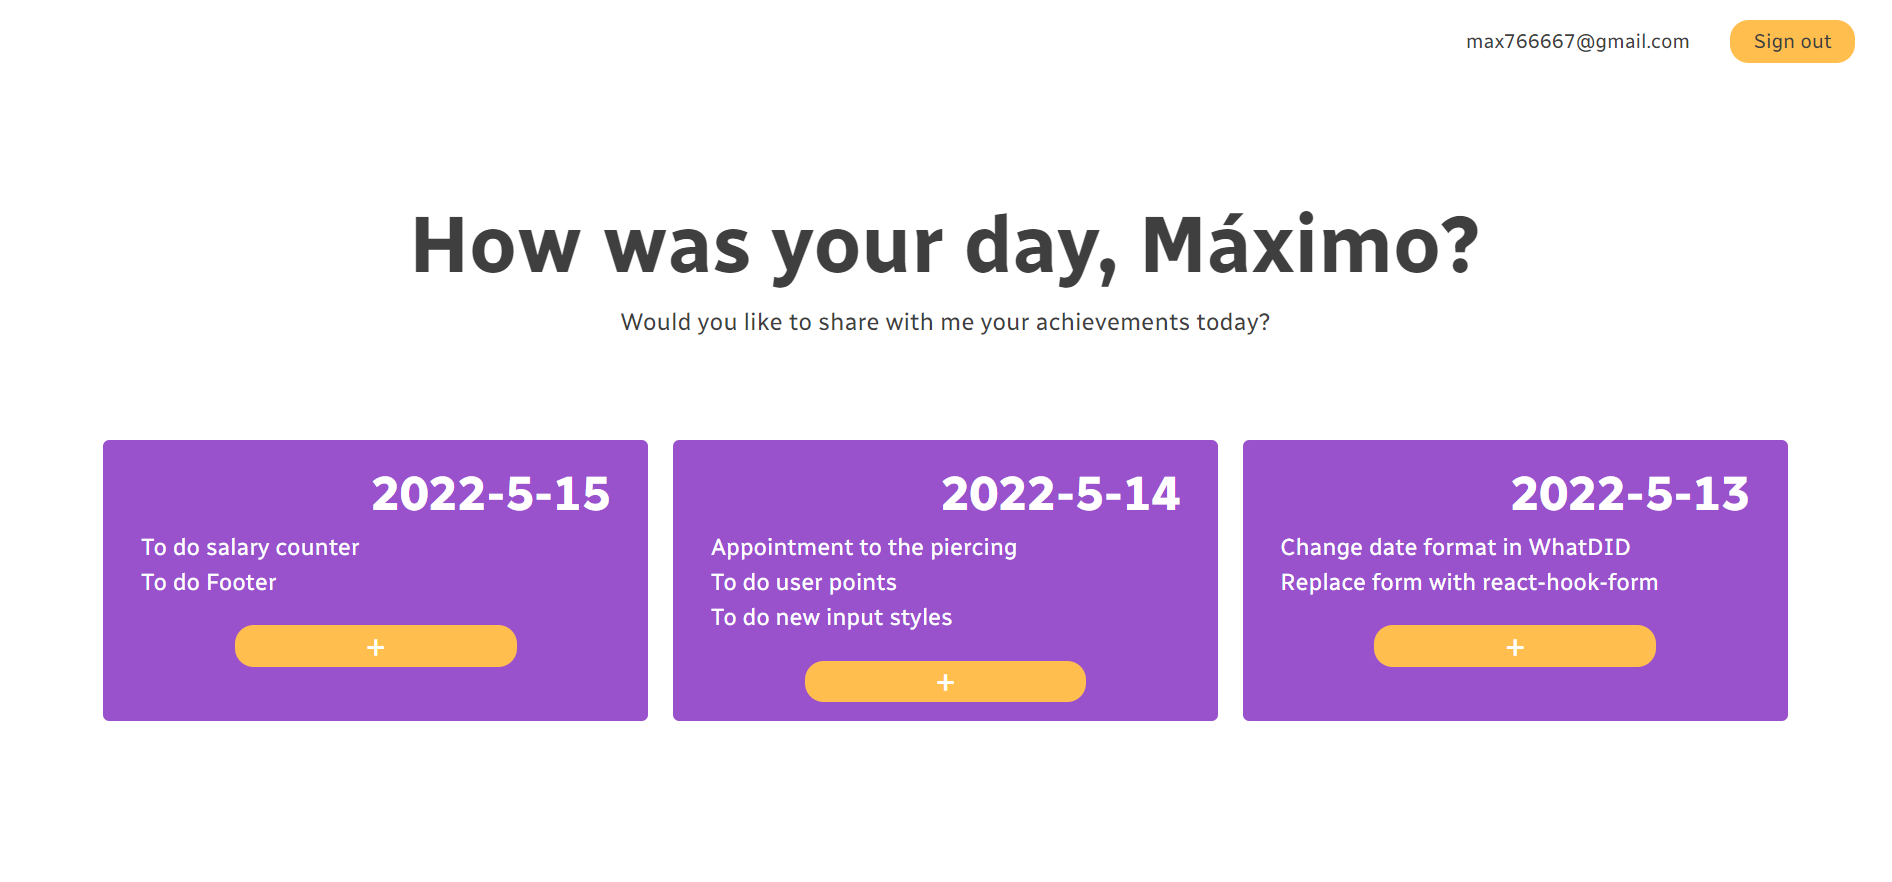 max766667@gmail.com
Sign out
How was your day, Máximo?
Would you like to share with me your achievements today?
2022-5-15
To do salary counter
To do Footer
+
2022-5-14
Appointment to the piercing
To do user points
To do new input styles
+
2022-5-13
Change date format in WhatDID
Replace form with react-hook-form
+